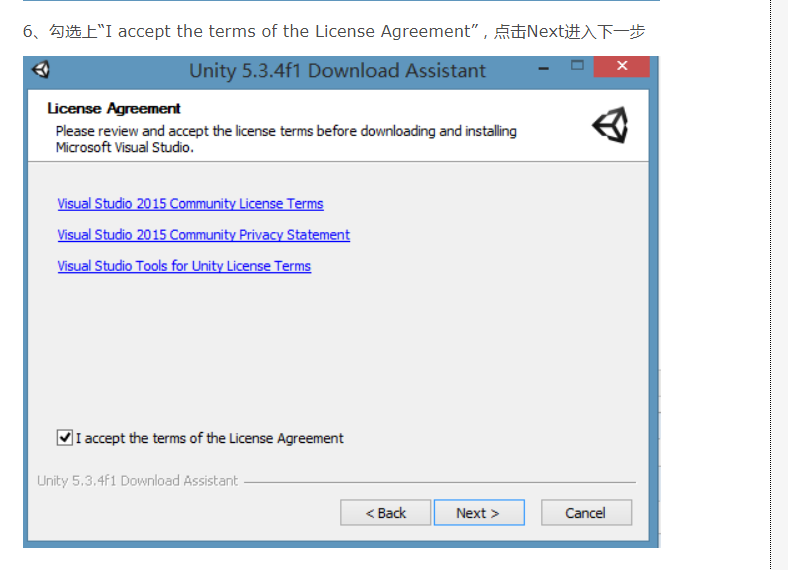 6、勾选上“I accept the terms of the License Agreement”，点击Next进入下一步
Unity 5.3.4f1 Download Assistant
License Agreement
Please review and accept the license terms before downloading and installing
Microsoft Visual Studio.
Visual Studio 2015 Community License Terms
Visual Studio 2015 Community Privacy Statement
Visual Studio Tools for Unity License Terms
I accept the terms of the License Agreement
Unity 5.3.4f1 Download Assistant
< Back
Next >
Cancel